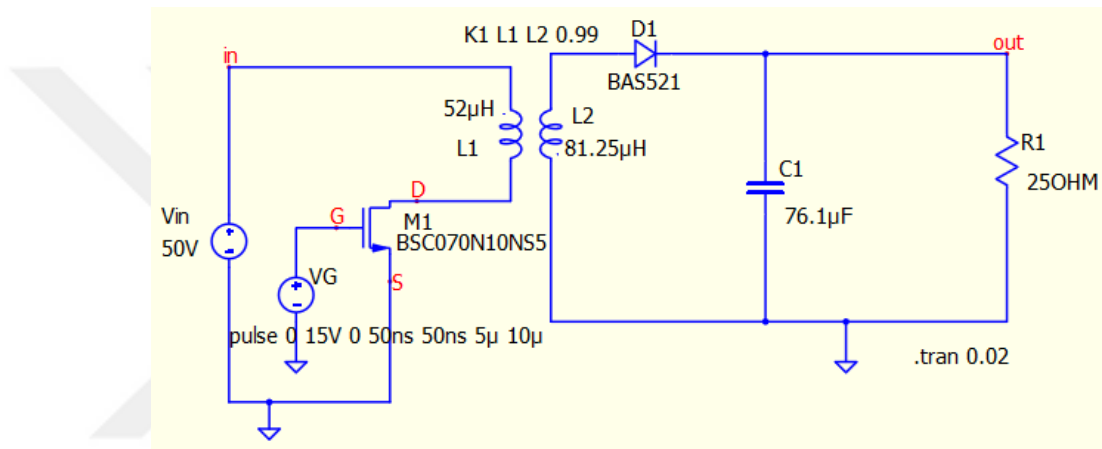 K1 L1 L2 0.99
D1
BAS521
in
out
52µH
L1
L2
81.25µH
R1
25OHM
C1
76.1µF
D
G
M1
BSC070N10NS5
S
Vin
50V
VG
pulse 0 15V 0 50ns 50ns 5µ 10µ
.tran 0.02